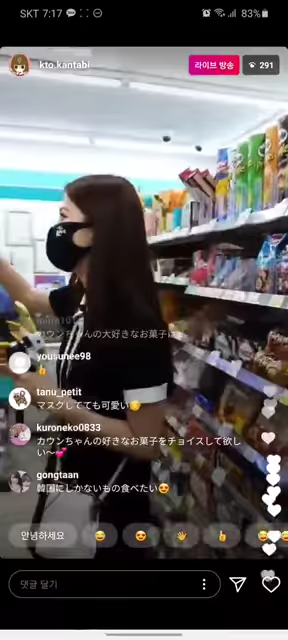 SKT 7:17
83%
kto.kantabi
라이브 방송
291
カウンちゃんの大好きなお菓子は
yousunee98
👍
tanu_petit
マスクしてても可愛い
kuroneko0833
カウンちゃんの好きなお菓子をチョイスして欲し
い〜💕
gongtaan
韓国にしかないもの食べたい😍
안녕하세요
😂
😍
👋
👍
😄
댓글 달기